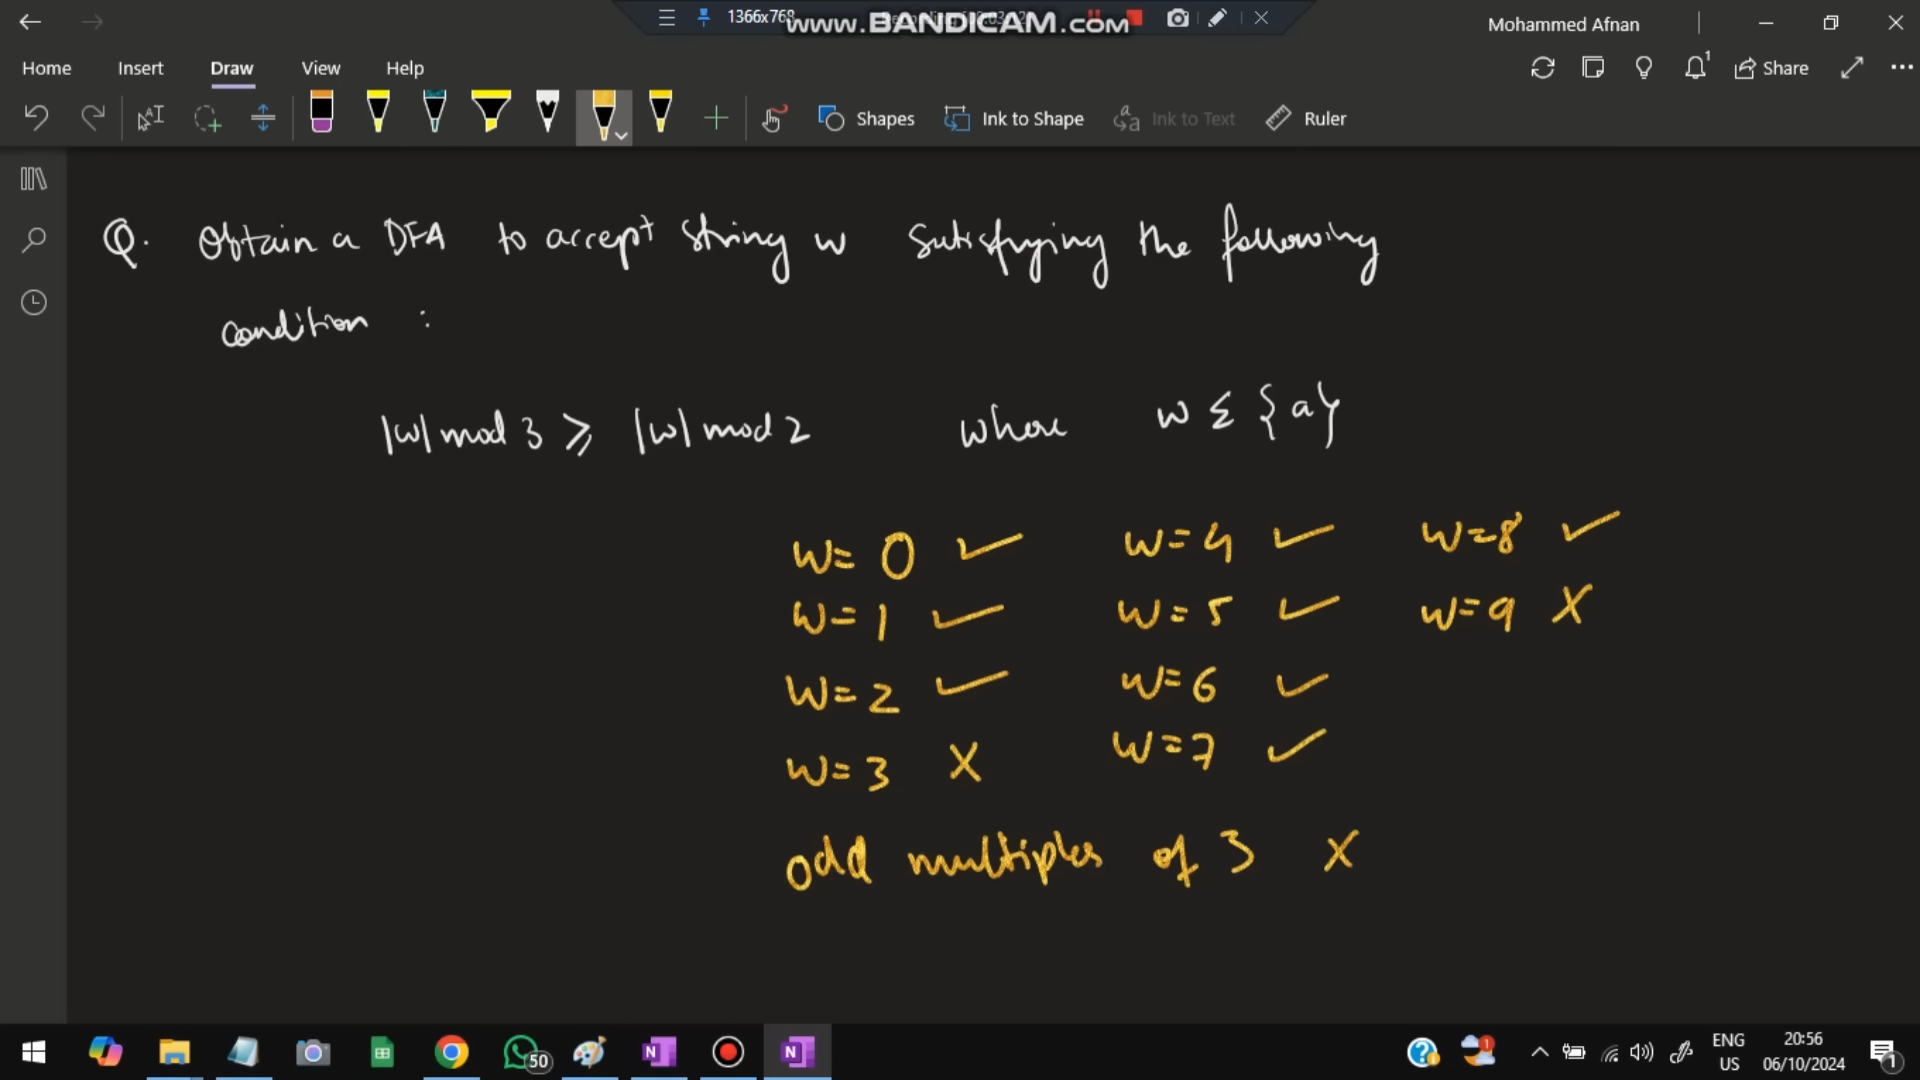 1366x768
www.BANDICAM.com
Mohammed Afnan
Home Insert Draw View Help
Share
Shapes Ink to Shape Ink to Text Ruler
Q. Obtain a DFA to accept string w satisfying the following
condition :
|w| mod 3 ⩾ |w| mod 2 where w Σ {a}
w= 0 ✓ w=4 ✓ w=8 ✓
w=1 ✓ w=5 ✓ w=9 X
w=2 ✓ w=6 ✓
w=3 X w=7 ✓
odd multiples of 3 X
50
ENG
US
20:56
06/10/2024